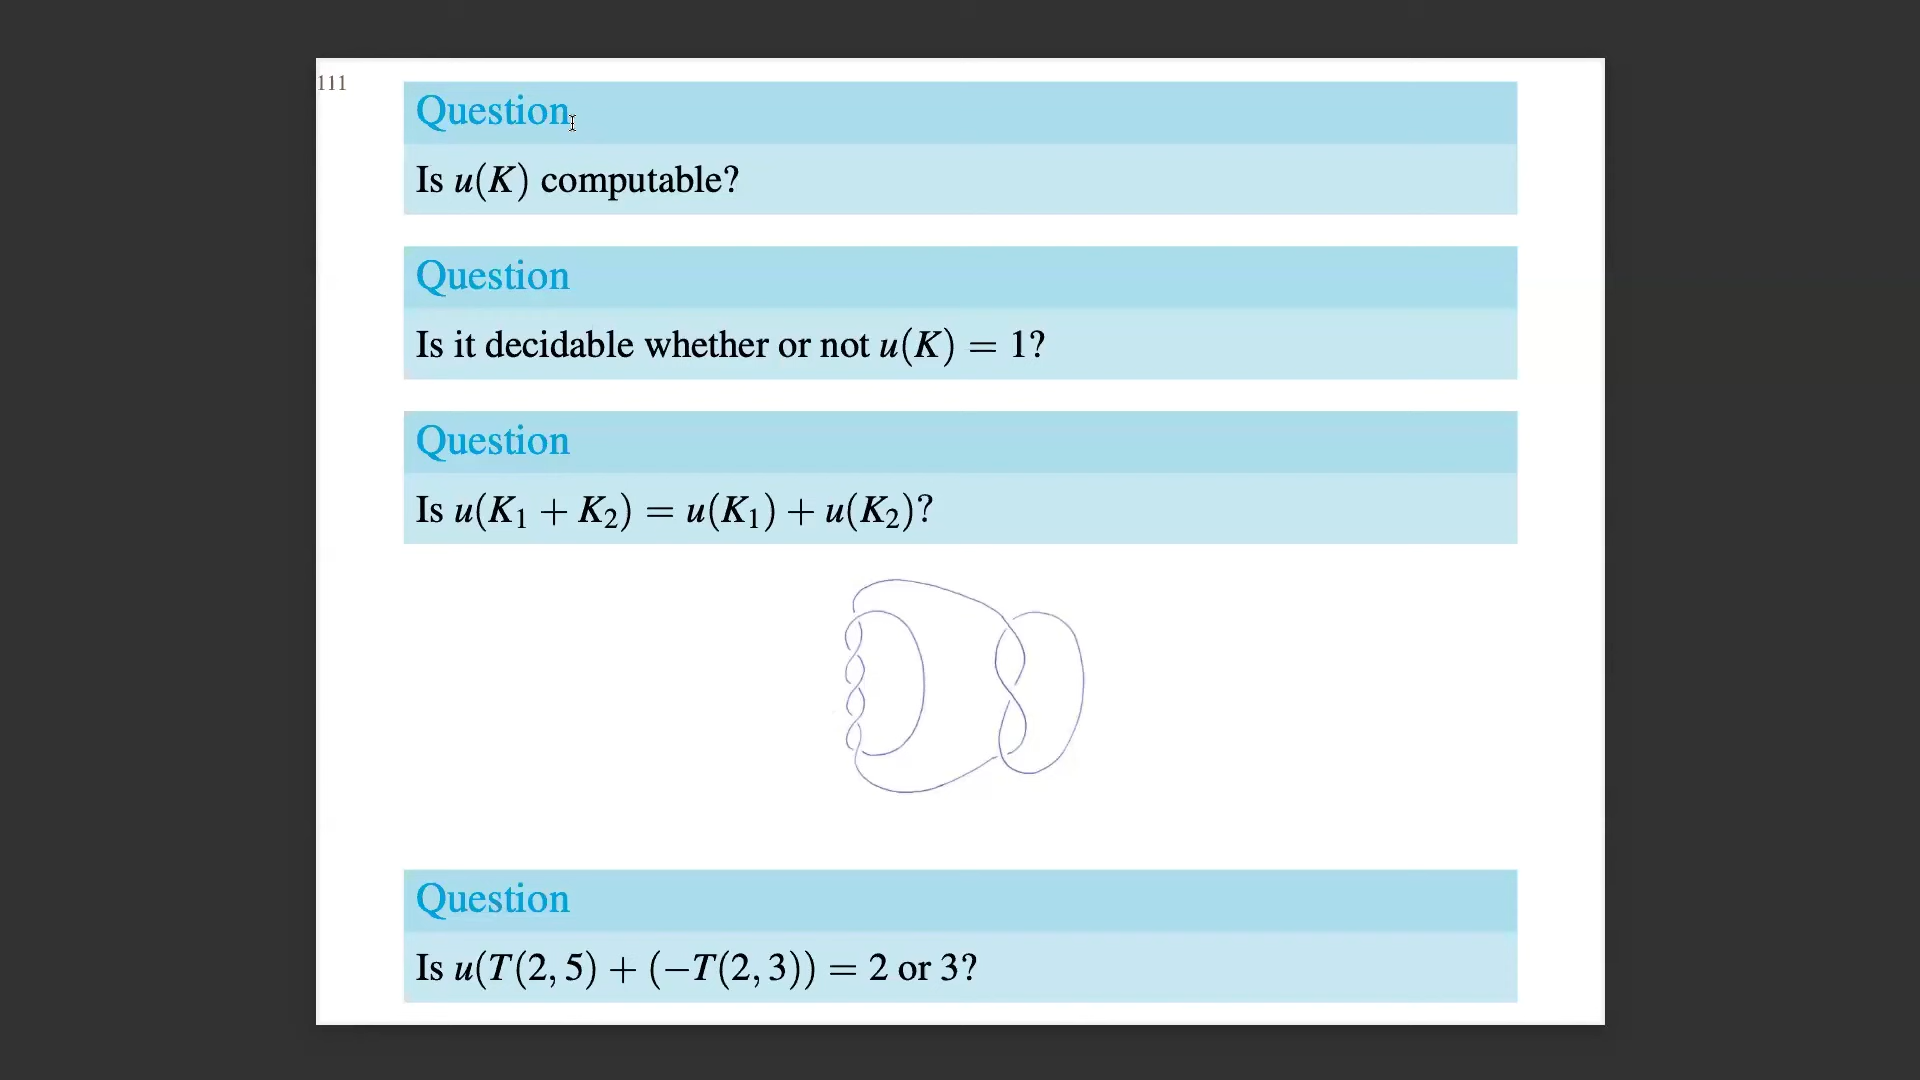 111
Question
Is u(K) computable?
Question
Is it decidable whether or not u(K) = 1?
Question
Is u(K₁ + K₂) = u(K₁) + u(K₂)?
Question
Is u(T(2, 5) + (−T(2, 3)) = 2 or 3?